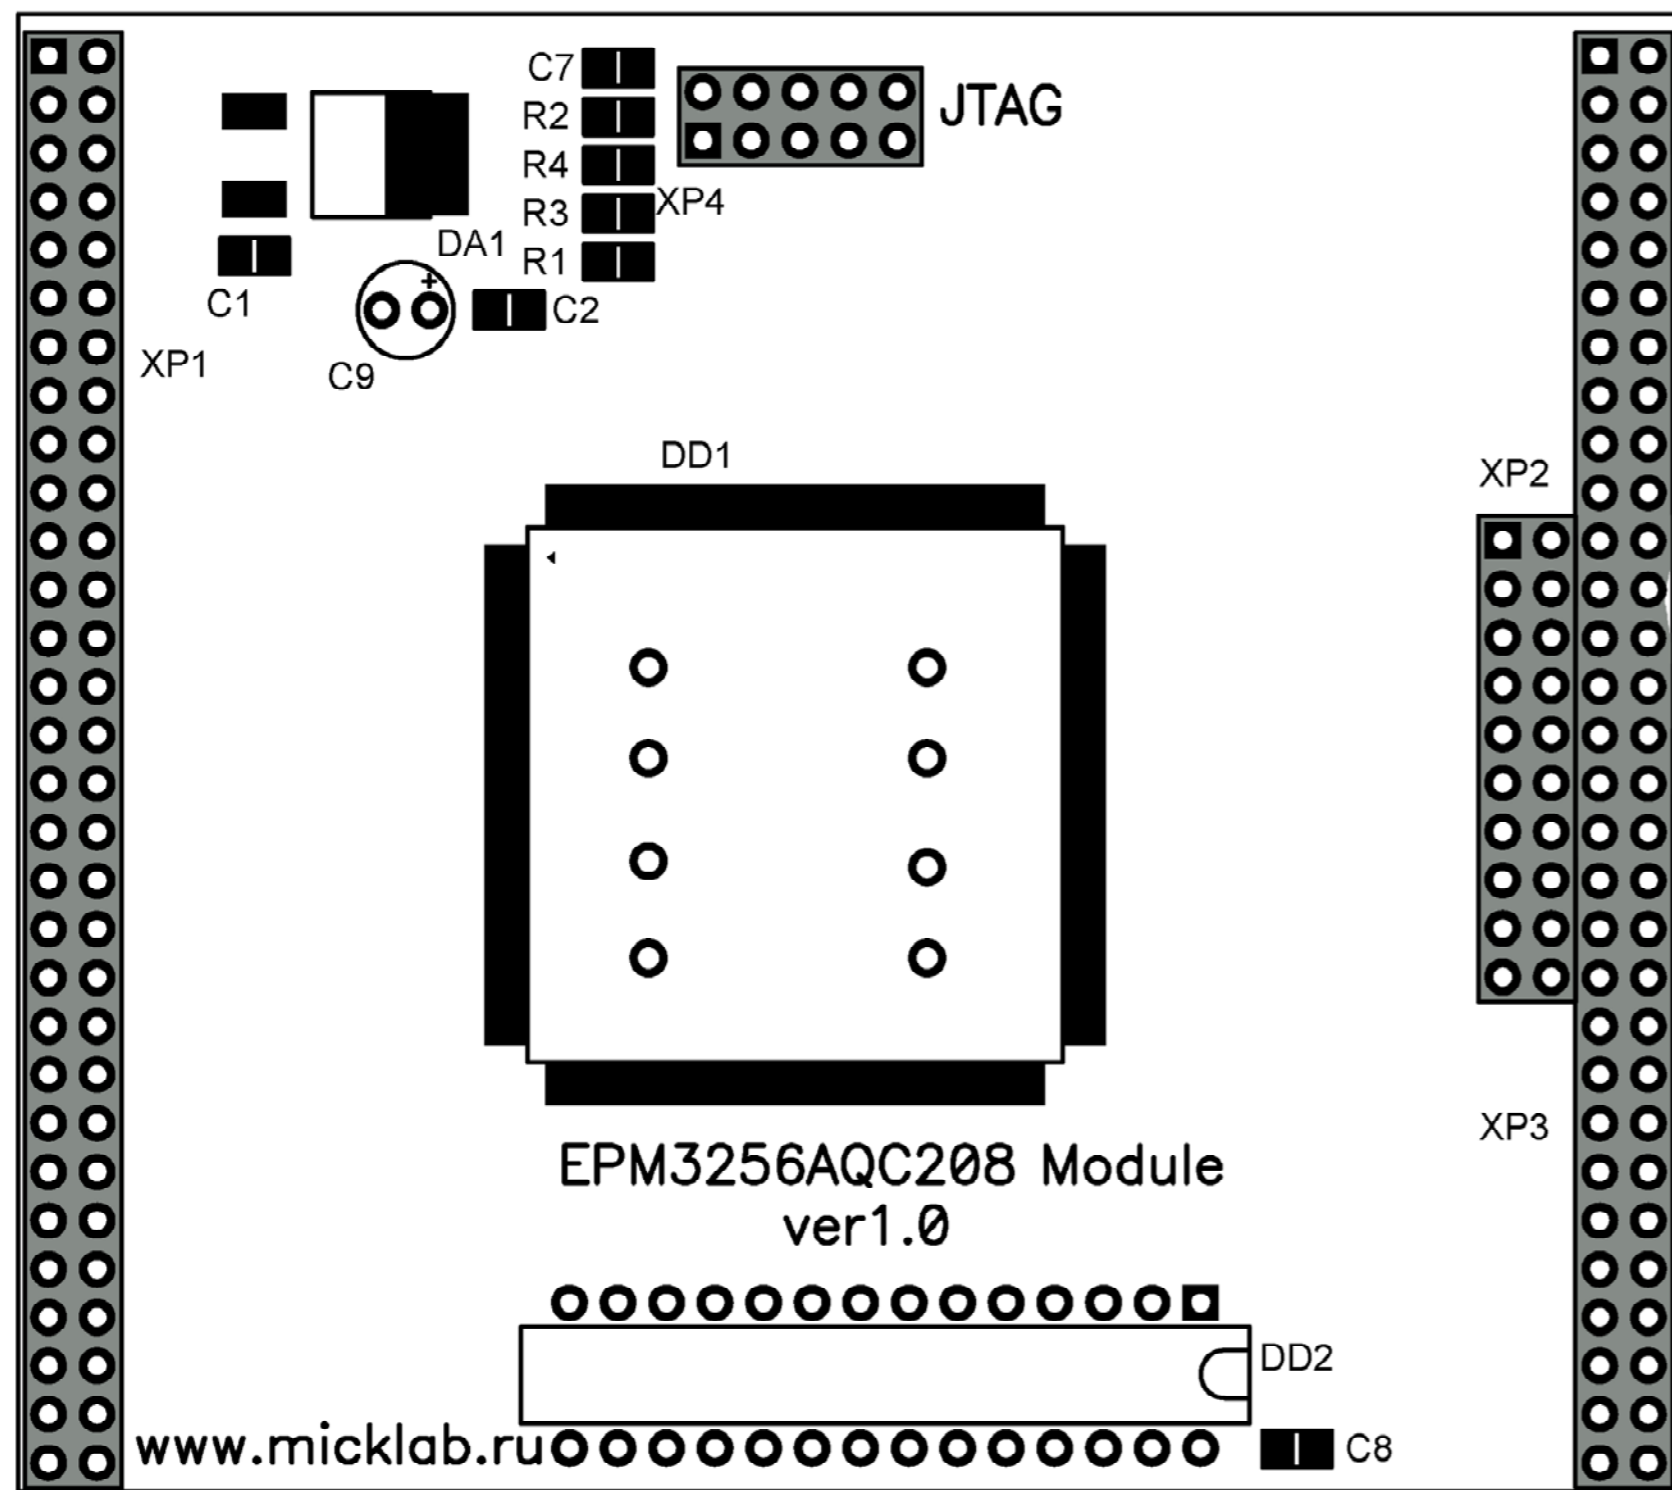 C7
R2
JTAG
R4
XP4
R3
DA1
R1
C1
C2
XP1
C9
DD1
XP2
XP3
EPM3256AQC208 Module
ver1.0
DD2
www.micklab.ru
C8